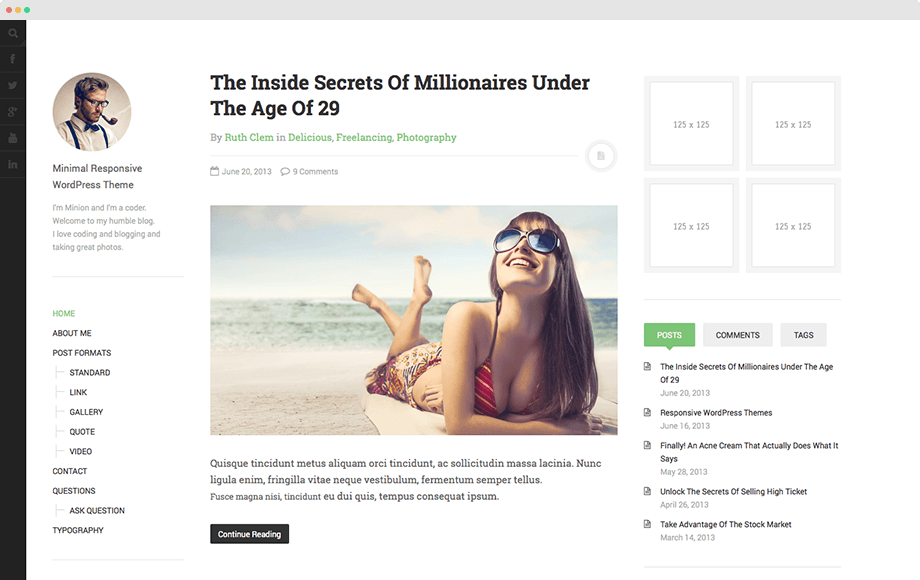 Minimal Responsive
WordPress Theme
I'm Minion and I'm a coder.
Welcome to my humble blog.
I love coding and blogging and
taking great photos.
HOME
ABOUT ME
POST FORMATS
STANDARD
LINK
GALLERY
QUOTE
VIDEO
CONTACT
QUESTIONS
ASK QUESTION
TYPOGRAPHY
The Inside Secrets Of Millionaires Under
The Age Of 29
By Ruth Clem in Delicious, Freelancing, Photography
June 20, 2013 9 Comments
Quisque tincidunt metus aliquam orci tincidunt, ac sollicitudin massa lacinia. Nunc
ligula enim, fringilla vitae neque vestibulum, fermentum semper tellus.
Fusce magna nisi, tincidunt eu dui quis, tempus consequat ipsum.
Continue Reading
125 x 125 125 x 125
125 x 125 125 x 125
POSTS COMMENTS TAGS
The Inside Secrets Of Millionaires Under The Age
Of 29
June 20, 2013
Responsive WordPress Themes
June 16, 2013
Finally! An Acne Cream That Actually Does What It
Says
May 28, 2013
Unlock The Secrets Of Selling High Ticket
April 26, 2013
Take Advantage Of The Stock Market
March 14, 2013